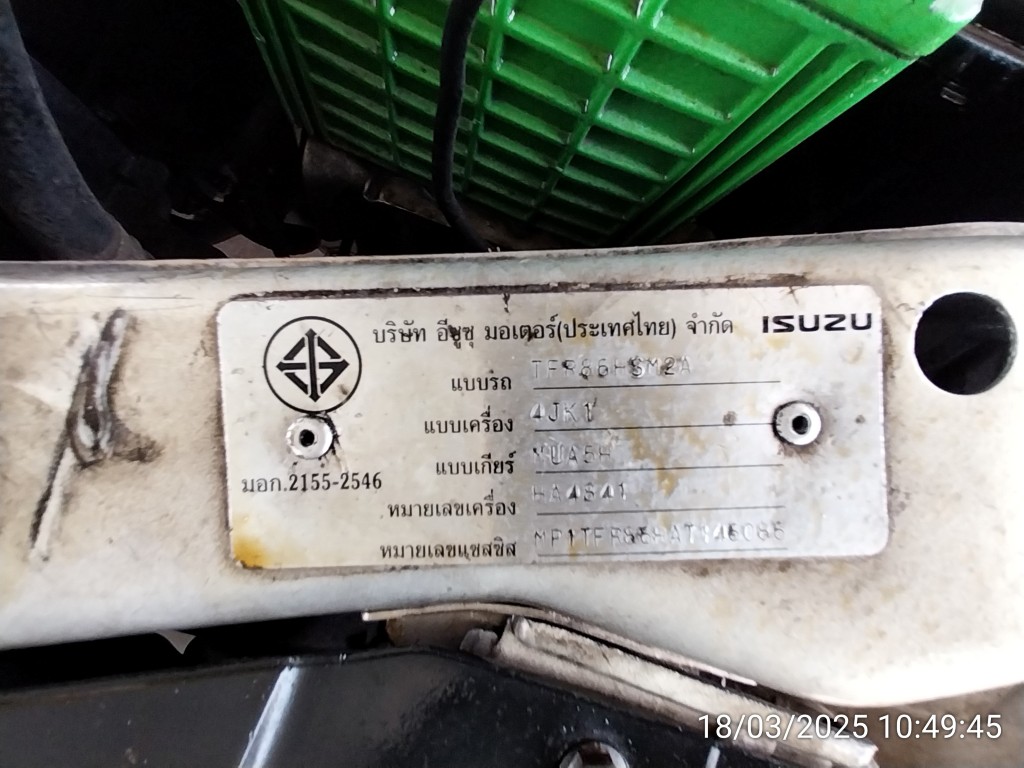 บริษัท อีซูซุ มอเตอร์(ประเทศไทย) จำกัด ISUZU
แบบรถ TFR86HSM2A
แบบเครื่อง 4JK1
แบบเกียร์ MUA5H
หมายเลขเครื่อง
หมายเลขแชสซิส
มอก.2155-2546
18/03/2025 10:49:45